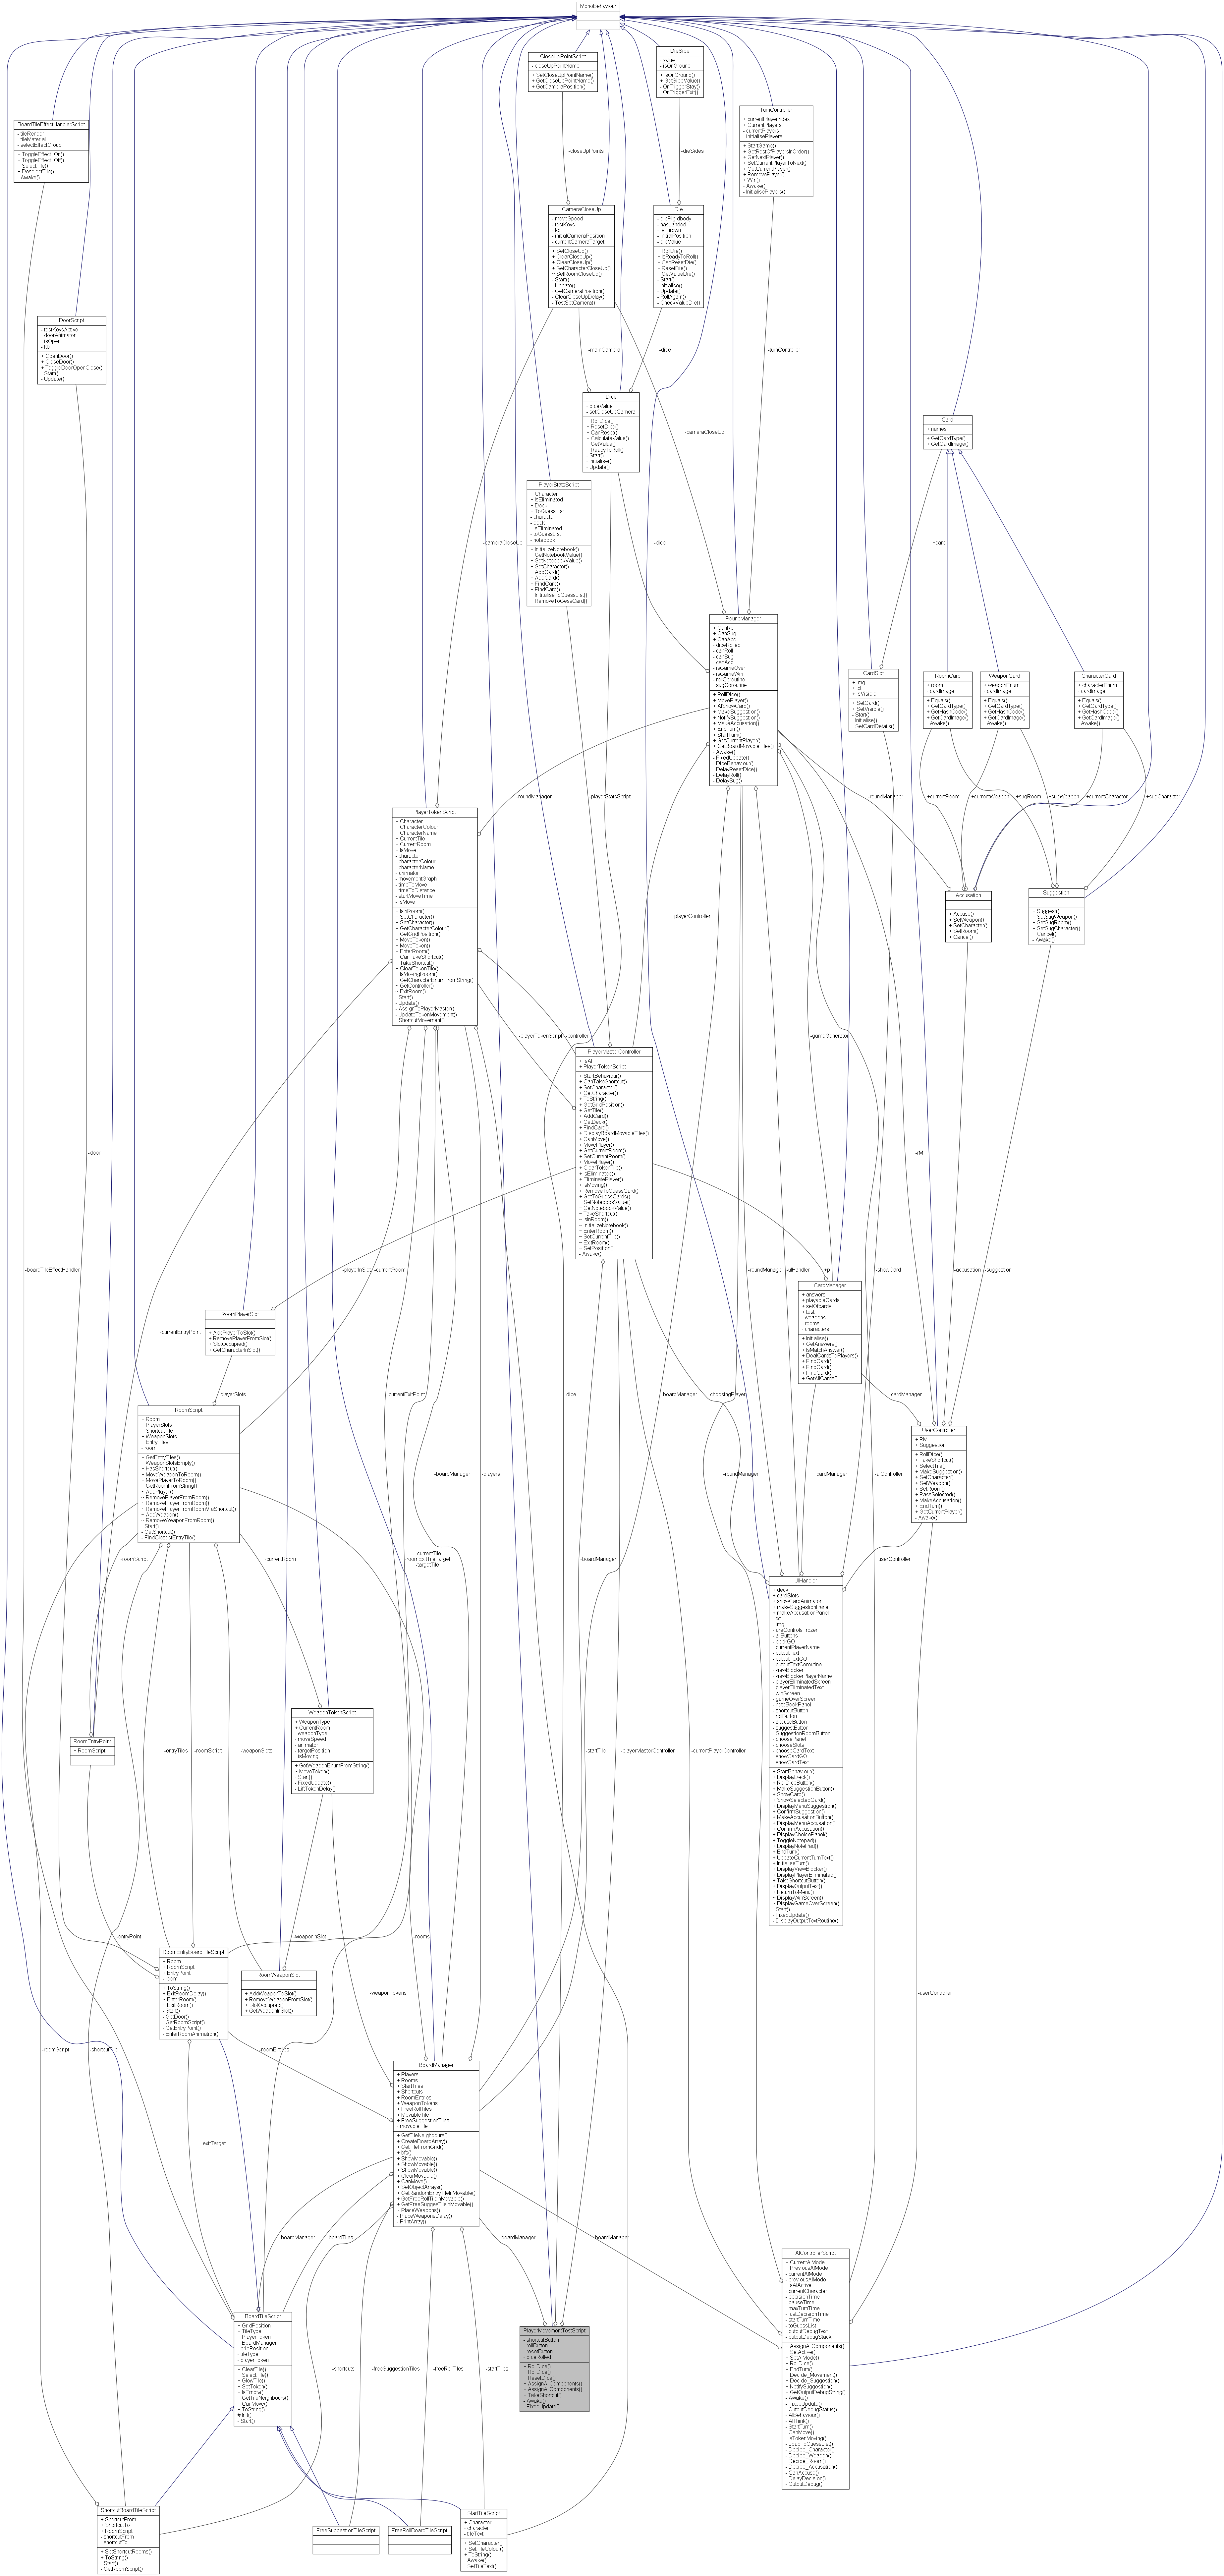 MonoBehaviour
CloseUpPointScript
- closeUpPointName
+ SetCloseUpPointName()
+ GetCloseUpPointName()
+ GetCameraPosition()
DieSide
- value
- isOnGround
+ IsOnGround()
+ GetSideValue()
- OnTriggerStay()
- OnTriggerExit()
TurnController
+ currentPlayerIndex
+ CurrentPlayers
- currentPlayers
- initialisePlayers
+ StartGame()
+ GetRestOfPlayersInOrder()
+ GetNextPlayer()
+ SetCurrentPlayerToNext()
+ GetCurrentPlayer()
+ RemovePlayer()
+ Win()
- Awake()
- InitialisePlayers()
BoardTileEffectHandlerScript
- tileRender
- tileMaterial
- selectEffectGroup
+ ToggleEffect_On()
+ ToggleEffect_Off()
+ SelectTile()
+ DeselectTile()
- Awake()
-closeUpPoints
-dieSides
CameraCloseUp
- moveSpeed
- testKeys
- kb
- initialCameraPosition
- currentCameraTarget
+ SetCloseUp()
+ ClearCloseUp()
+ ClearCloseUp()
+ SetCharacterCloseUp()
~ SetRoomCloseUp()
- Start()
- Update()
- GetCameraPosition()
- ClearCloseUpDelay()
- TestSetCamera()
Die
- dieRigidbody
- hasLanded
- isThrown
- initialPosition
- dieValue
+ RollDie()
+ IsReadyToRoll()
+ CanResetDie()
+ ResetDie()
+ GetValueDie()
- Start()
- Initialise()
- Update()
- RollAgain()
- CheckValueDie()
DoorScript
- testKeysActive
- doorAnimator
- isOpen
- kb
+ OpenDoor()
+ CloseDoor()
+ ToggleDoorOpenClose()
- Start()
- Update()
-mainCamera
-dice
-turnController
Dice
- diceValue
- setCloseUpCamera
+ RollDice()
+ ResetDice()
+ CanReset()
+ CalculateValue()
+ GetValue()
+ ReadyToRoll()
- Start()
- Initialise()
- Update()
-cameraCloseUp
Card
+ names
+ GetCardType()
+ GetCardImage()
PlayerStatsScript
+ Character
+ IsEliminated
+ Deck
+ ToGuessList
- character
- deck
- isEliminated
- toGuessList
- notebook
+ InitializeNotebook()
+ GetNotebookValue()
+ SetNotebookValue()
+ SetCharacter()
+ AddCard()
+ AddCard()
+ FindCard()
+ FindCard()
+ InititaliseToGuessList()
+ RemoveToGessCard()
-cameraCloseUp
-dice
+card
RoundManager
+ CanRoll
+ CanSug
+ CanAcc
- diceRolled
- canRoll
- canSug
- canAcc
- isGameOver
- isGameWin
- rollCoroutine
- sugCoroutine
+ RollDice()
+ MovePlayer()
+ AIShowCard()
+ MakeSuggestion()
+ NotifySuggestion()
+ MakeAccusation()
+ EndTurn()
+ StartTurn()
+ GetCurrentPlayer()
+ GetBoardMovableTiles()
- Awake()
- FixedUpdate()
- DiceBehaviour()
- DelayResetDice()
- DelayRoll()
- DelaySug()
CardSlot
+ img
+ txt
+ isVisible
+ SetCard()
+ SetVisible()
- Start()
- Initialise()
- SetCardDetails()
RoomCard
+ room
- cardImage
+ Equals()
+ GetCardType()
+ GetHashCode()
+ GetCardImage()
- Awake()
WeaponCard
+ weaponEnum
- cardImage
+ Equals()
+ GetCardType()
+ GetHashCode()
+ GetCardImage()
- Awake()
CharacterCard
+ characterEnum
- cardImage
+ Equals()
+ GetCardType()
+ GetHashCode()
+ GetCardImage()
- Awake()
-roundManager
-playerStatsScript
-roundManager
+currentRoom
+currentWeapon
+sugRoom
+sugWeapon
+currentCharacter
+sugCharacter
PlayerTokenScript
+ Character
+ CharacterColour
+ CharacterName
+ CurrentTile
+ CurrentRoom
+ IsMove
- character
- characterColour
- characterName
- animator
- movementGraph
- timeToMove
- timeToDistance
- startMoveTime
- isMove
+ IsInRoom()
+ SetCharacter()
+ SetCharacter()
+ GetCharacterColour()
+ GetGridPosition()
+ MoveToken()
+ MoveToken()
+ EnterRoom()
+ CanTakeShortcut()
+ TakeShortcut()
+ ClearTokenTile()
+ IsMovingRoom()
+ GetCharacterEnumFromString()
~ GetController()
~ ExitRoom()
- Start()
- Update()
- AssignToPlayerMaster()
- UpdateTokenMovement()
- ShortcutMovement()
-playerController
Accusation
+ Accuse()
+ SetWeapon()
+ SetCharacter()
+ SetRoom()
+ Cancel()
Suggestion
+ Suggest()
+ SetSugWeapon()
+ SetSugRoom()
+ SetSugCharacter()
+ Cancel()
- Awake()
-playerTokenScript
-controller
-gameGenerator
-rM
PlayerMasterController
+ isAI
+ PlayerTokenScript
+ StartBehaviour()
+ CanTakeShortcut()
+ SetCharacter()
+ GetCharacter()
+ ToString()
+ GetGridPosition()
+ GetTile()
+ AddCard()
+ GetDeck()
+ FindCard()
+ DisplayBoardMovableTiles()
+ CanMove()
+ MovePlayer()
+ GetCurrentRoom()
+ SetCurrentRoom()
+ MovePlayer()
+ ClearTokenTile()
+ IsEliminated()
+ EliminatePlayer()
+ IsMoving()
+ RemoveToGuessCard()
+ GetToGuessCards()
~ SetNotebookValue()
~ GetNotebookValue()
~ TakeShortcut()
~ IsInRoom()
~ initializeNotebook()
~ EnterRoom()
~ SetCurrentTile()
~ ExitRoom()
~ SetPosition()
- Awake()
-door
-boardTileEffectHandler
-playerInSlot
-currentRoom
-roundManager
-uiHandler
+p
-showCard
-accusation
-suggestion
CardManager
+ answers
+ playableCards
+ setOfcards
+ test
- weapons
- rooms
- characters
+ Initialise()
+ GetAnswers()
+ IsMatchAnswer()
+ DealCardsToPlayers()
+ FindCard()
+ FindCard()
+ FindCard()
+ GetAllCards()
RoomPlayerSlot
+ AddPlayerToSlot()
+ RemovePlayerFromSlot()
+ SlotOccupied()
+ GetCharacterInSlot()
-currentEntryPoint
-playerSlots
-currentExitPoint
-dice
-boardManager
-choosingPlayer
-cardManager
RoomScript
+ Room
+ PlayerSlots
+ ShortcutTile
+ WeaponSlots
+ EntryTiles
- room
+ GetEntryTiles()
+ WeaponSlotsEmpty()
+ HasShortcut()
+ MoveWeaponToRoom()
+ MovePlayerToRoom()
+ GetRoomFromString()
~ AddPlayer()
~ RemovePlayerFromRoom()
~ RemovePlayerFromRoom()
~ RemovePlayerFromRoomViaShortcut()
~ AddWeapon()
~ RemoveWeaponFromRoom()
- Start()
- GetShortcut()
- FindClosestEntryTile()
UserController
+ RM
+ Suggestion
+ RollDice()
+ TakeShortcut()
+ SelectTile()
+ MakeSuggestion()
+ SetCharacter()
+ SetWeapon()
+ SetRoom()
+ PassSelected()
+ MakeAccusation()
+ EndTurn()
+ GetCurrentPlayer()
- Awake()
-boardManager
-players
-roundManager
+cardManager
-aiController
-roomScript
-currentRoom
-currentTile
-roomExitTileTarget
-targetTile
-boardManager
+userController
UIHandler
+ deck
+ cardSlots
+ showCardAnimator
+ makeSuggestionPanel
+ makeAccusationPanel
- txt
- img
- areControlsFrozen
- allButtons
- deckGO
- currentPlayerName
- outputText
- outputTextGO
- outputTextCoroutine
- viewBlocker
- viewBlockerPlayerName
- playerEliminatedScreen
- playerEliminatedText
- winScreen
- gameOverScreen
- noteBookPanel
- shortcutButton
- rollButton
- accuseButton
- suggestButton
- SuggestionRoomButton
- choosePanel
- chooseSlots
- chooseCardText
- showCardGO
- showCardText
+ StartBehaviour()
+ DisplayDeck()
+ RollDiceButton()
+ MakeSuggestionButton()
+ ShowCard()
+ ShowSelectedCard()
+ DisplayMenuSuggestion()
+ ConfirmSuggestion()
+ MakeAccusationButton()
+ DisplayMenuAccusation()
+ ConfirmAccusation()
+ DisplayChoicePanel()
+ ToggleNotepad()
+ DisplayNotePad()
+ EndTurn()
+ UpdateCurrentTurnText()
+ InitialiseTurn()
+ DisplayViewBlocker()
+ DisplayPlayerEliminated()
+ TakeShortcutButton()
+ DisplayOutputText()
+ ReturnToMenu()
~ DisplayWinScreen()
~ DisplayGameOverScreen()
- Start()
- FixedUpdate()
- DisplayOutputTextRoutine()
WeaponTokenScript
+ WeaponType
+ CurrentRoom
- weaponType
- moveSpeed
- animator
- targetPosition
- isMoving
+ GetWeaponEnumFromString()
~ MoveToken()
- Start()
- FixedUpdate()
- LiftTokenDelay()
RoomEntryPoint
+ RoomScript
-entryTiles
-roomScript
-weaponSlots
-startTile
-playerMasterController
-currentPlayerController
-entryPoint
-weaponInSlot
-rooms
RoomEntryBoardTileScript
+ Room
+ RoomScript
+ EntryPoint
- room
+ ToString()
+ ExitRoomDelay()
~ EnterRoom()
~ ExitRoom()
- Start()
- GetDoor()
- GetRoomScript()
- GetEntryPoint()
- EnterRoomAnimation()
RoomWeaponSlot
+ AddWeaponToSlot()
+ RemoveWeaponFromSlot()
+ SlotOccupied()
+ GetWeaponInSlot()
-weaponTokens
-userController
-roomScript
-shortcutTile
-roomEntries
BoardManager
+ Players
+ Rooms
+ StartTiles
+ Shortcuts
+ RoomEntries
+ WeaponTokens
+ FreeRollTiles
+ MovableTile
+ FreeSuggestionTiles
- movableTile
+ GetTileNeighbours()
+ CreateBoardArray()
+ GetTileFromGrid()
+ bfs()
+ ShowMovable()
+ ShowMovable()
+ ShowMovable()
+ ClearMovable()
+ CanMove()
+ SetObjectArrays()
+ GetRandomEntryTileInMovable()
+ GetFreeRollTileInMovable()
+ GetFreeSuggesTileInMovable()
~ PlaceWeapons()
- PlaceWeaponsDelay()
- PrintArray()
-exitTarget
-boardManager
-boardTiles
-boardManager
-boardManager
AIControllerScript
+ CurrentAIMode
+ PreviousAIMode
- currentAIMode
- previousAIMode
- isAIActive
- currentCharacter
- decisionTime
- pauseTime
- maxTurnTime
- lastDecisionTime
- startTurnTime
- toGuessList
- outputDebugText
- outputDebugStack
+ AssignAllComponents()
+ SetActive()
+ SetAIMode()
+ RollDice()
+ EndTurn()
+ Decide_Movement()
+ Decide_Suggestion()
+ NotifySuggestion()
+ GetOutputDebugString()
- Awake()
- FixedUpdate()
- OutputDebugStatus()
- AIBehaviour()
- AIThink()
- StartTurn()
- CanMove()
- IsTokenMoving()
- LoadToGuessList()
- Decide_Character()
- Decide_Weapon()
- Decide_Room()
- Decide_Accusation()
- CanAccuse()
- DelayDecision()
- OutputDebug()
BoardTileScript
+ GridPosition
+ TileType
+ PlayerToken
+ BoardManager
- gridPosition
- tileType
- playerToken
+ ClearTile()
+ SelectTile()
+ GlowTile()
+ SetToken()
+ IsEmpty()
+ GetTileNeighbours()
+ CanMove()
+ ToString()
# Init()
- Start()
-shortcuts
-freeSuggestionTiles
-freeRollTiles
-startTiles
PlayerMovementTestScript
- shortcutButton
- rollButton
- resetButton
- diceRolled
+ RollDice()
+ RollDice()
+ ResetDice()
+ AssignAllComponents()
+ AssignAllComponents()
+ TakeShortcut()
- Awake()
- FixedUpdate()
ShortcutBoardTileScript
+ ShortcutFrom
+ ShortcutTo
+ RoomScript
- shortcutFrom
- shortcutTo
+ SetShortcutRooms()
+ ToString()
- Start()
- GetRoomScript()
FreeSuggestionTileScript
FreeRollBoardTileScript
StartTileScript
+ Character
- character
- tileText
+ SetCharacter()
+ SetTileColour()
+ ToString()
- Awake()
- SetTileText()